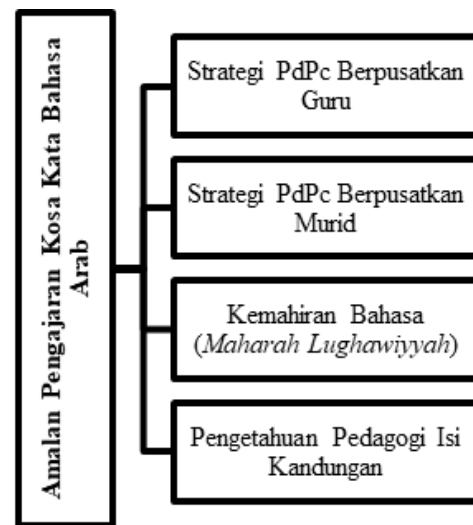 Amalan Pengajaran Kosa Kata Bahasa
Arab
Strategi PdPc Berpusatkan
Guru
Strategi PdPc Berpusatkan
Murid
Kemahiran Bahasa
(Maharah Lughawiyyah)
Pengetahuan Pedagogi Isi
Kandungan